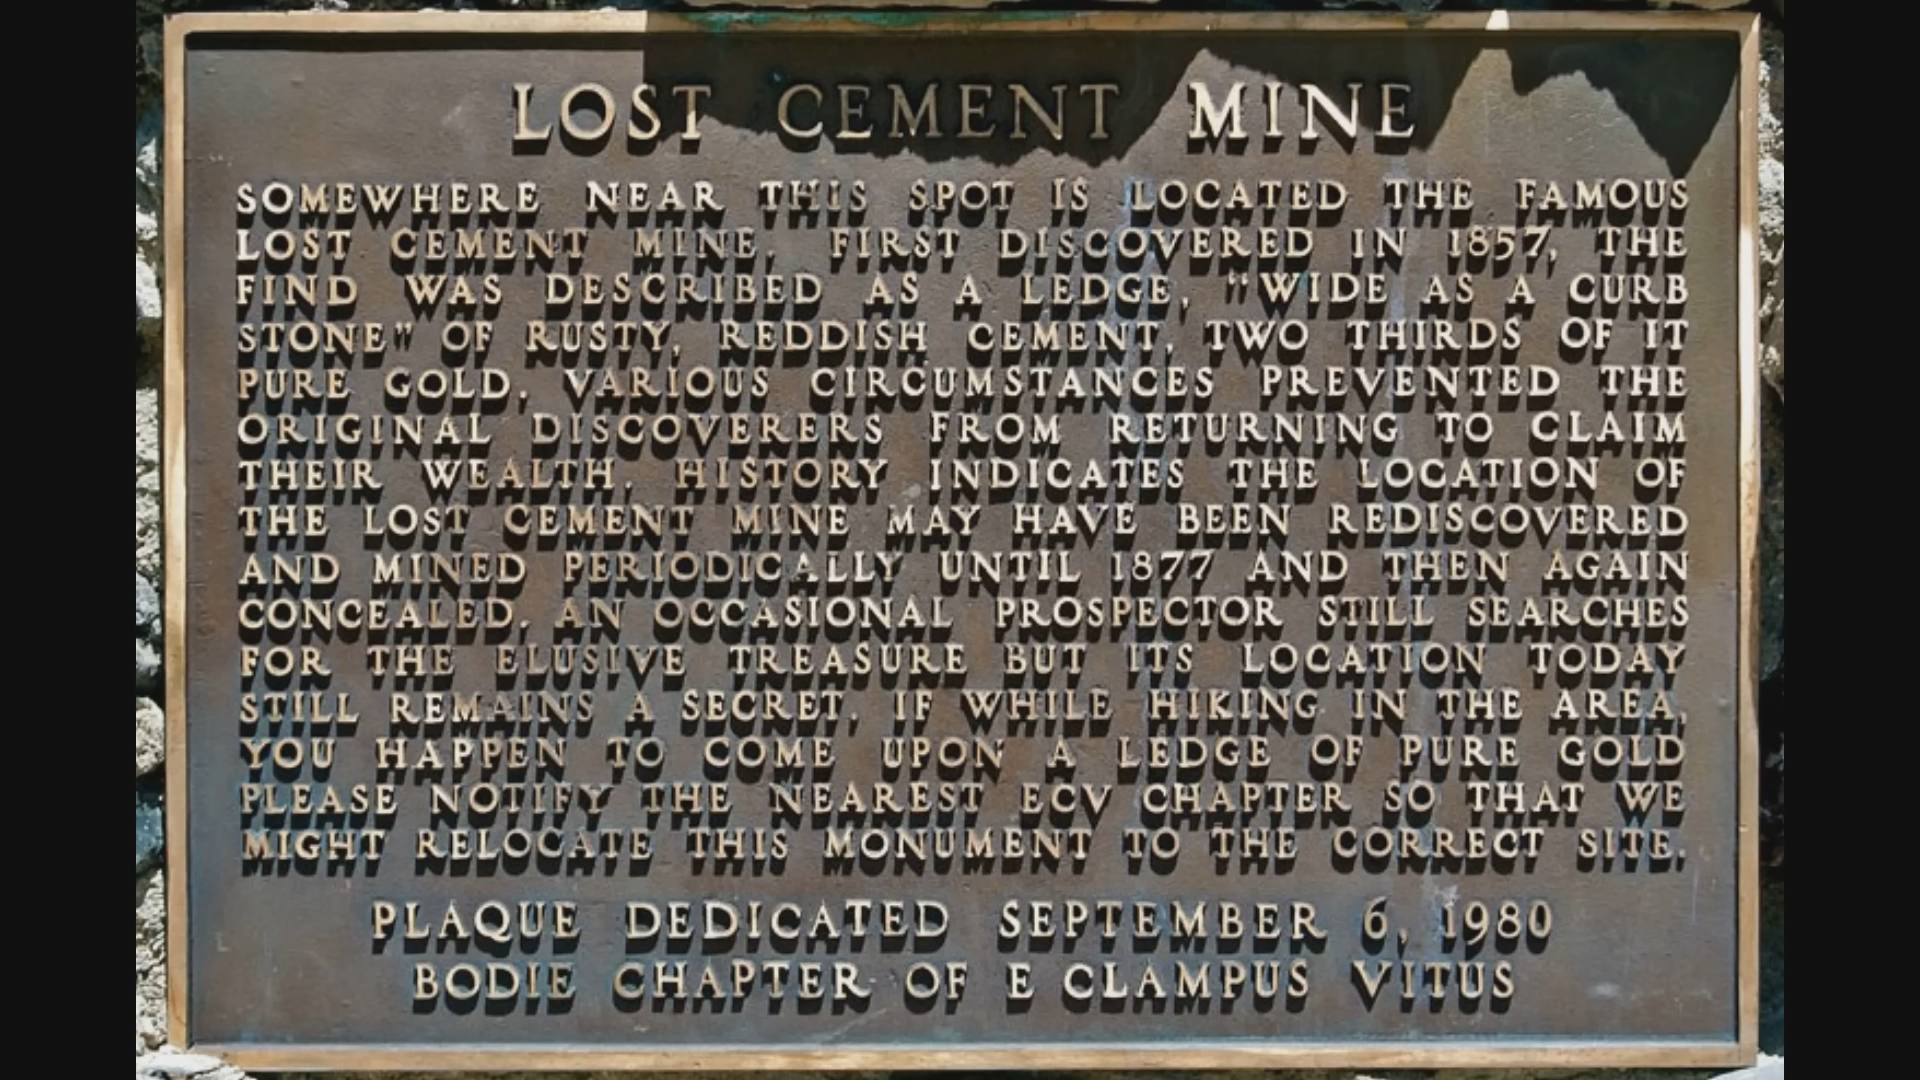 LOST CEMENT MINE
SOMEWHERE NEAR THIS SPOT IS LOCATED THE FAMOUS
LOST CEMENT MINE. FIRST DISCOVERED IN 1857, THE
FIND WAS DESCRIBED AS A LEDGE, "WIDE AS A CURB
STONE" OF RUSTY, REDDISH CEMENT, TWO THIRDS OF IT
PURE GOLD. VARIOUS CIRCUMSTANCES PREVENTED THE
ORIGINAL DISCOVERERS FROM RETURNING TO CLAIM
THEIR WEALTH. HISTORY INDICATES THE LOCATION OF
THE LOST CEMENT MINE MAY HAVE BEEN REDISCOVERED
AND MINED PERIODICALLY UNTIL 1877 AND THEN AGAIN
CONCEALED. AN OCCASIONAL PROSPECTOR STILL SEARCHES
FOR THE ELUSIVE TREASURE BUT ITS LOCATION TODAY
STILL REMAINS A SECRET. IF WHILE HIKING IN THE AREA,
YOU HAPPEN TO COME UPON A LEDGE OF PURE GOLD
PLEASE NOTIFY THE NEAREST ECV CHAPTER SO THAT WE
MIGHT RELOCATE THIS MONUMENT TO THE CORRECT SITE.
PLAQUE DEDICATED SEPTEMBER 6, 1980
BODIE CHAPTER OF E CLAMPUS VITUS